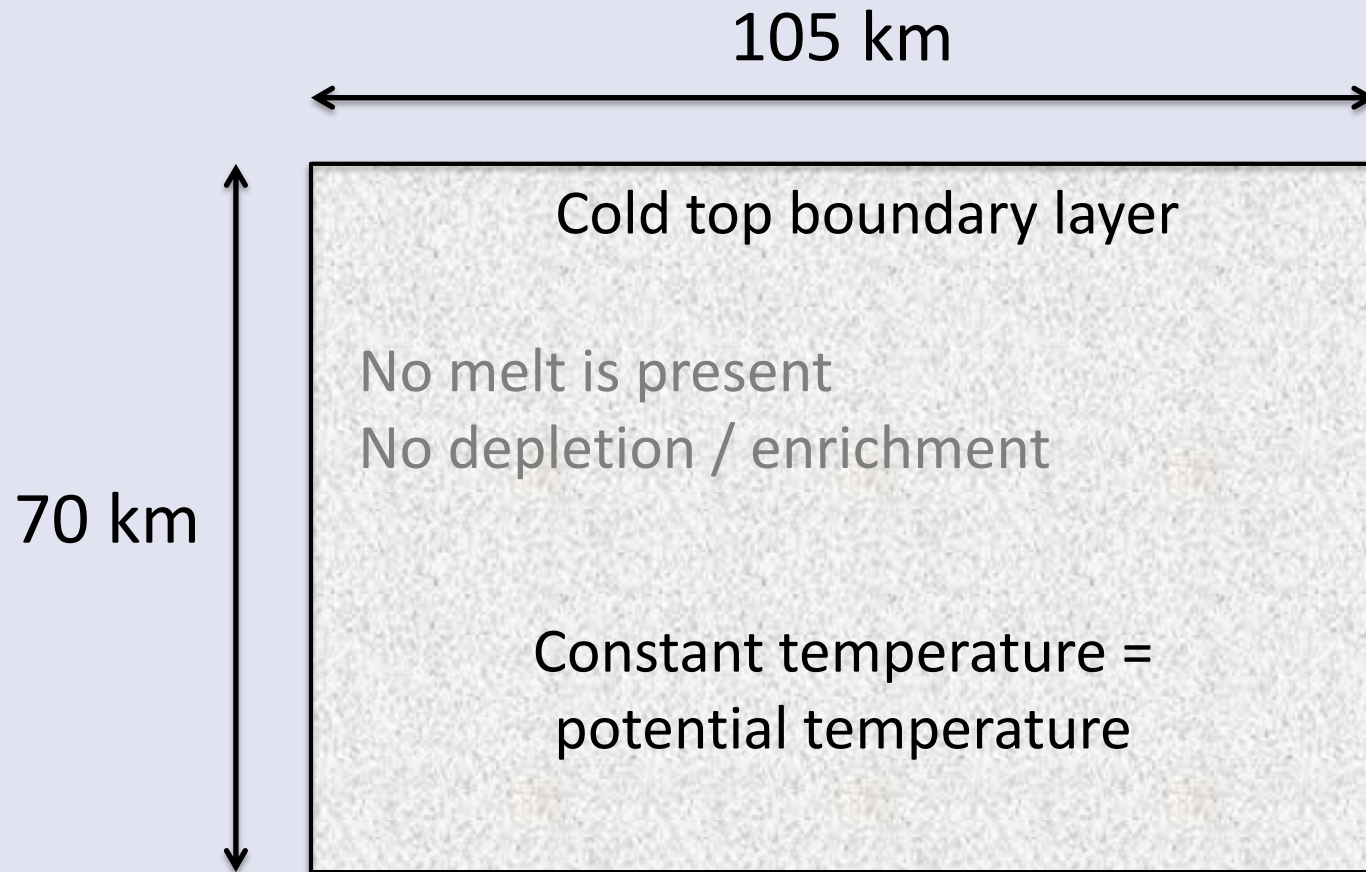 105 km
Cold top boundary layer
No melt is present
No depletion / enrichment
70 km
Constant temperature =
potential temperature